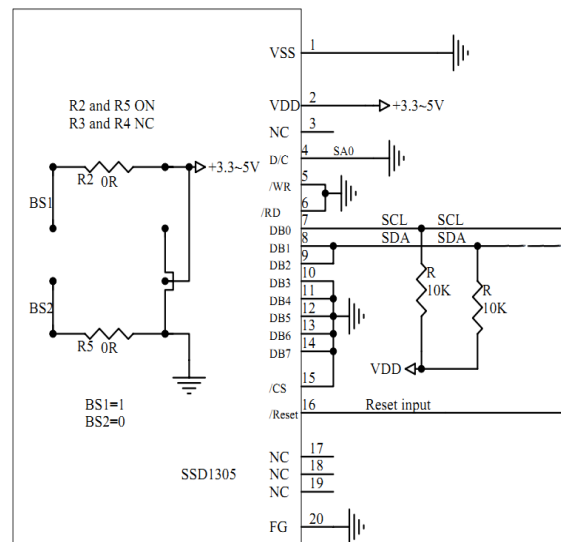 VSS 1
R2 and R5 ON
R3 and R4 NC
VDD 2 +3.3~5V
NC 3
D/C 4 SA0
+3.3~5V
R2 0R
/WR 5
/RD 6
BS1
DB0 7 SCL SCL
DB1 8 SDA SDA
DB2 9
DB3 10
DB4 11
DB5 12
DB6 13
DB7 14
R
10K
R
10K
BS2
R5 0R
VDD
/CS 15
BS1=1
BS2=0
/Reset 16 Reset input
NC 17
NC 18
NC 19
SSD1305
FG 20